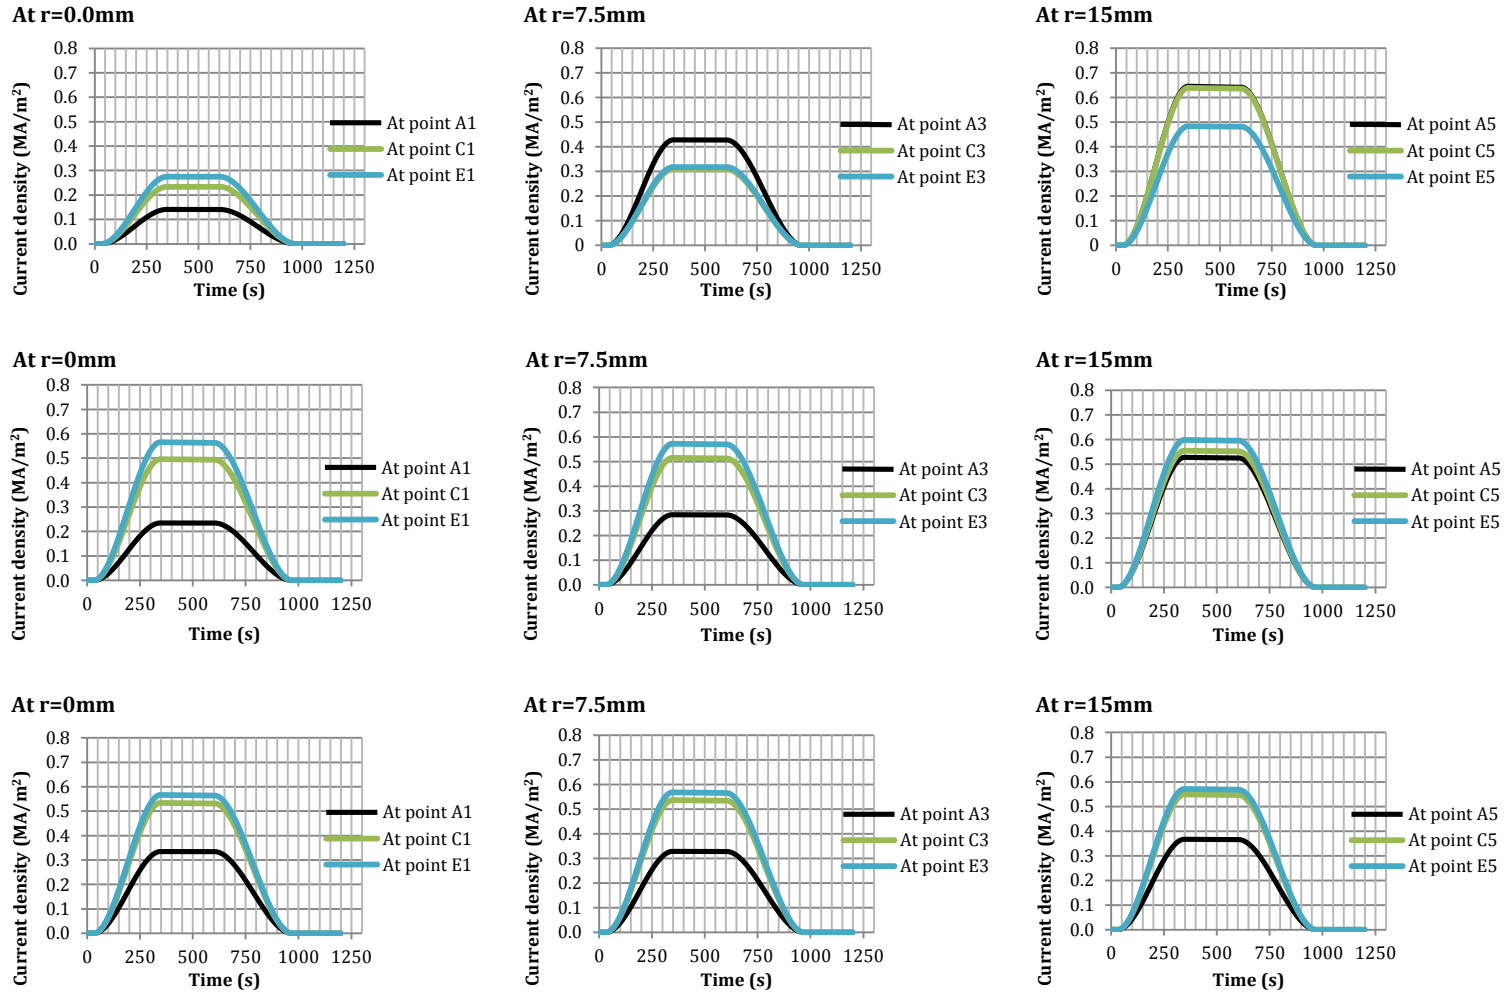 At r=0.0mm
Current density (MA/m²)
0.8
0.7
0.6
0.5
0.4
0.3
0.2
0.1
0.0
0 250 500 750 1000 1250
Time (s)
At point A1
At point C1
At point E1
At r=7.5mm
Current density (MA/m²)
0.8
0.7
0.6
0.5
0.4
0.3
0.2
0.1
0
0 250 500 750 1000 1250
Time (s)
At point A3
At point C3
At point E3
At r=15mm
Current density (MA/m²)
0.8
0.7
0.6
0.5
0.4
0.3
0.2
0.1
0
0 250 500 750 1000 1250
Time (s)
At point A5
At point C5
At point E5
At r=0mm
Current density (MA/m²)
0.8
0.7
0.6
0.5
0.4
0.3
0.2
0.1
0.0
0 250 500 750 1000 1250
Time (s)
At point A1
At point C1
At point E1
At r=7.5mm
Current density (MA/m²)
0.8
0.7
0.6
0.5
0.4
0.3
0.2
0.1
0.0
0 250 500 750 1000 1250
Time (s)
At point A3
At point C3
At point E3
At r=15mm
Current density (MA/m²)
0.8
0.7
0.6
0.5
0.4
0.3
0.2
0.1
0.0
0 250 500 750 1000 1250
Time (s)
At point A5
At point C5
At point E5
At r=0mm
Current density (MA/m²)
0.8
0.7
0.6
0.5
0.4
0.3
0.2
0.1
0.0
0 250 500 750 1000 1250
Time (s)
At point A1
At point C1
At point E1
At r=7.5mm
Current density (MA/m²)
0.8
0.7
0.6
0.5
0.4
0.3
0.2
0.1
0.0
0 250 500 750 1000 1250
Time (s)
At point A3
At point C3
At point E3
At r=15mm
Current density (MA/m²)
0.8
0.7
0.6
0.5
0.4
0.3
0.2
0.1
0.0
0 250 500 750 1000 1250
Time (s)
At point A5
At point C5
At point E5